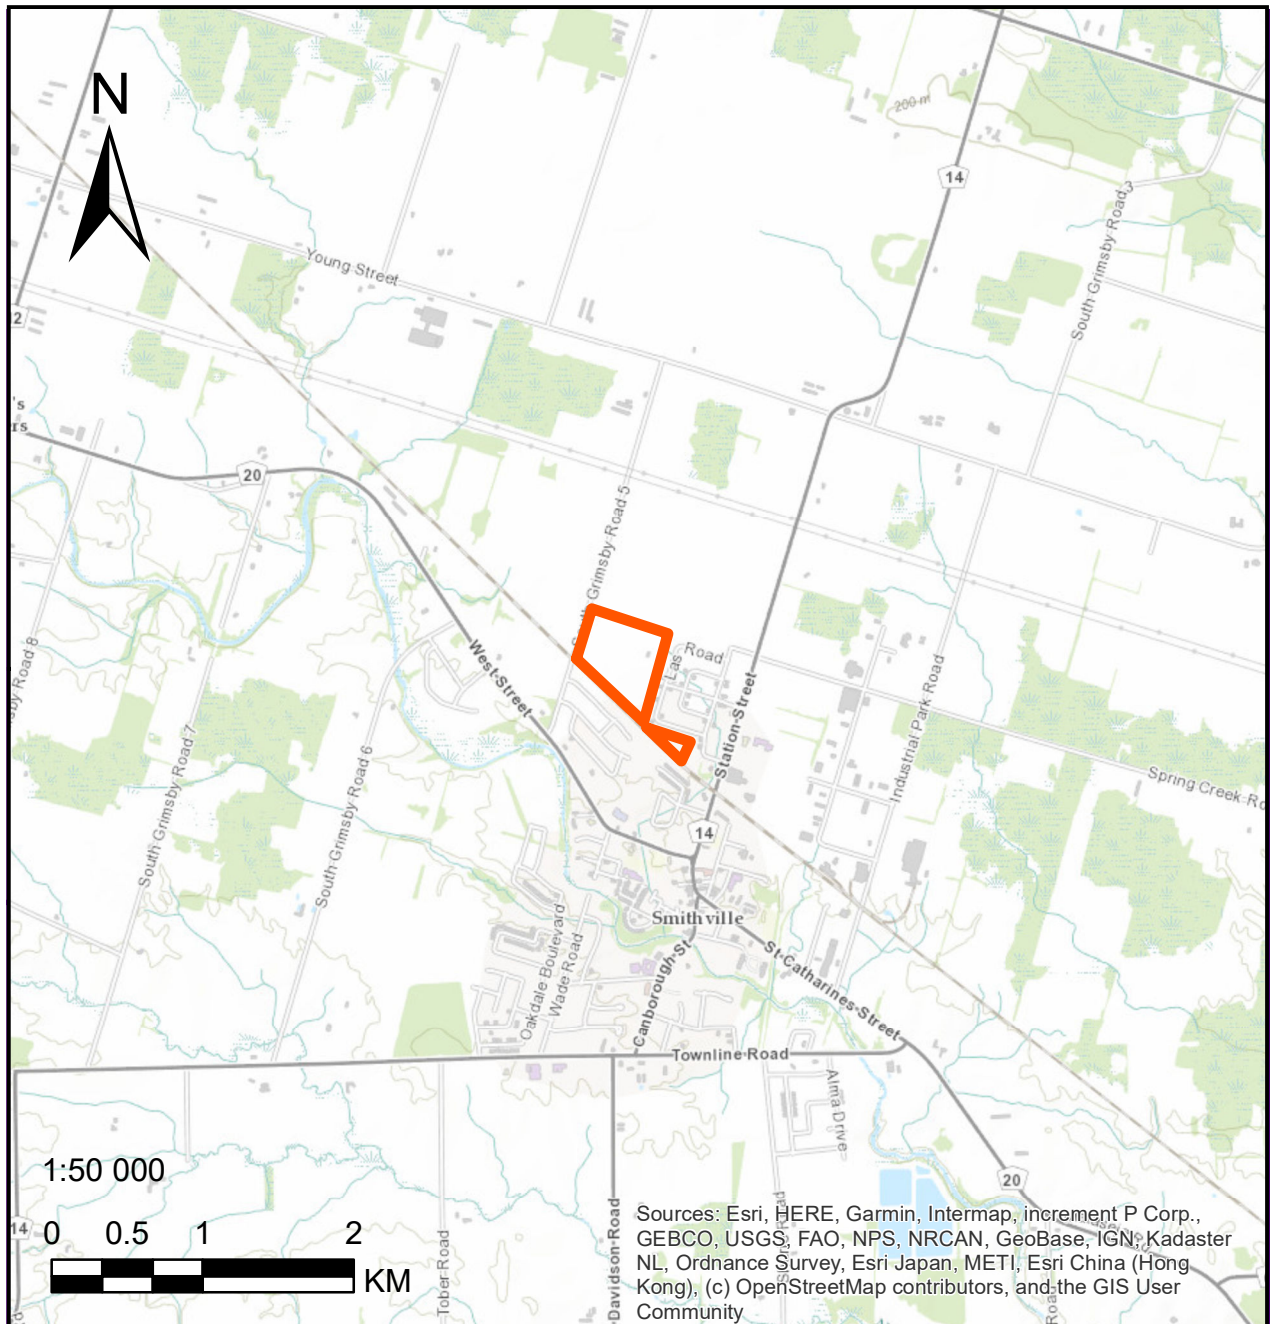 N
200 m
14
South Grimsby Road 3
Young Street
20
South Grimsby Road 5
Road
West Street
Station Street
Industrial Park Road
Spring Creek
South Grimsby Road 7
South Grimsby Road 6
14
Smithville
Oakdale Boulevard
Wade Road
Canborough St
St Catharines Street
Townline Road
Alma Drive
1:50 000
0 0.5 1 2
KM
14
20
Tober Road
Davidson Road
Sources: Esri, HERE, Garmin, Intermap, increment P Corp.,
GEBCO, USGS, FAO, NPS, NRCAN, GeoBase, IGN, Kadaster
NL, Ordnance Survey, Esri Japan, METI, Esri China (Hong
Kong), (c) OpenStreetMap contributors, and the GIS User
Community